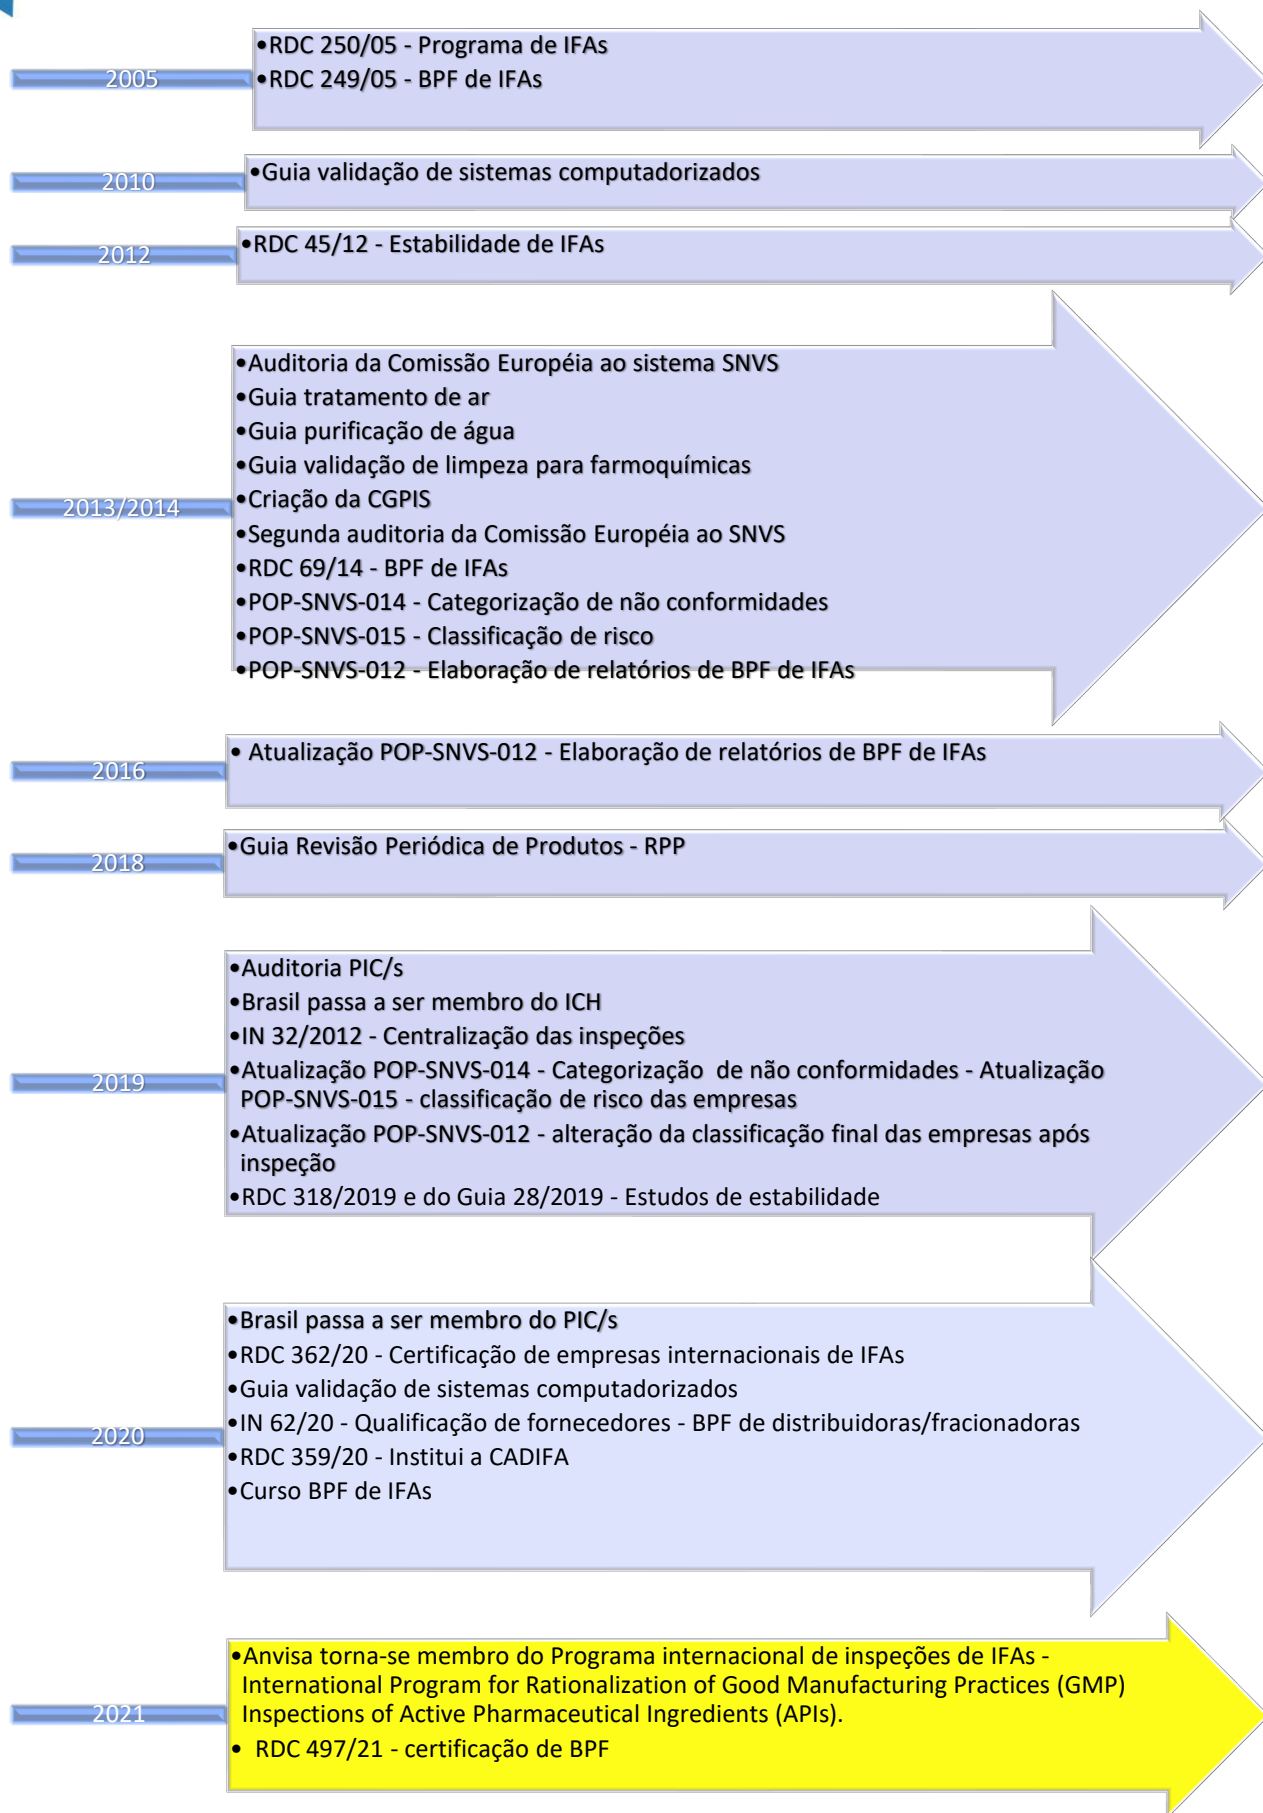 2005
•RDC 250/05 - Programa de IFAs
•RDC 249/05 - BPF de IFAs
2010
•Guia validação de sistemas computadorizados
2012
•RDC 45/12 - Estabilidade de IFAs
2013/2014
•Auditoria da Comissão Européia ao sistema SNVS
•Guia tratamento de ar
•Guia purificação de água
•Guia validação de limpeza para farmoquímicas
•Criação da CGPIS
•Segunda auditoria da Comissão Européia ao SNVS
•RDC 69/14 - BPF de IFAs
•POP-SNVS-014 - Categorização de não conformidades
•POP-SNVS-015 - Classificação de risco
•POP-SNVS-012 - Elaboração de relatórios de BPF de IFAs
2016
• Atualização POP-SNVS-012 - Elaboração de relatórios de BPF de IFAs
2018
•Guia Revisão Periódica de Produtos - RPP
2019
•Auditoria PIC/s
•Brasil passa a ser membro do ICH
•IN 32/2012 - Centralização das inspeções
•Atualização POP-SNVS-014 - Categorização  de não conformidades - Atualização
POP-SNVS-015 - classificação de risco das empresas
•Atualização POP-SNVS-012 - alteração da classificação final das empresas após
inspeção
•RDC 318/2019 e do Guia 28/2019 - Estudos de estabilidade
2020
•Brasil passa a ser membro do PIC/s
•RDC 362/20 - Certificação de empresas internacionais de IFAs
•Guia validação de sistemas computadorizados
•IN 62/20 - Qualificação de fornecedores - BPF de distribuidoras/fracionadoras
•RDC 359/20 - Institui a CADIFA
•Curso BPF de IFAs
2021
•Anvisa torna-se membro do Programa internacional de inspeções de IFAs -
International Program for Rationalization of Good Manufacturing Practices (GMP)
Inspections of Active Pharmaceutical Ingredients (APIs).
• RDC 497/21 - certificação de BPF